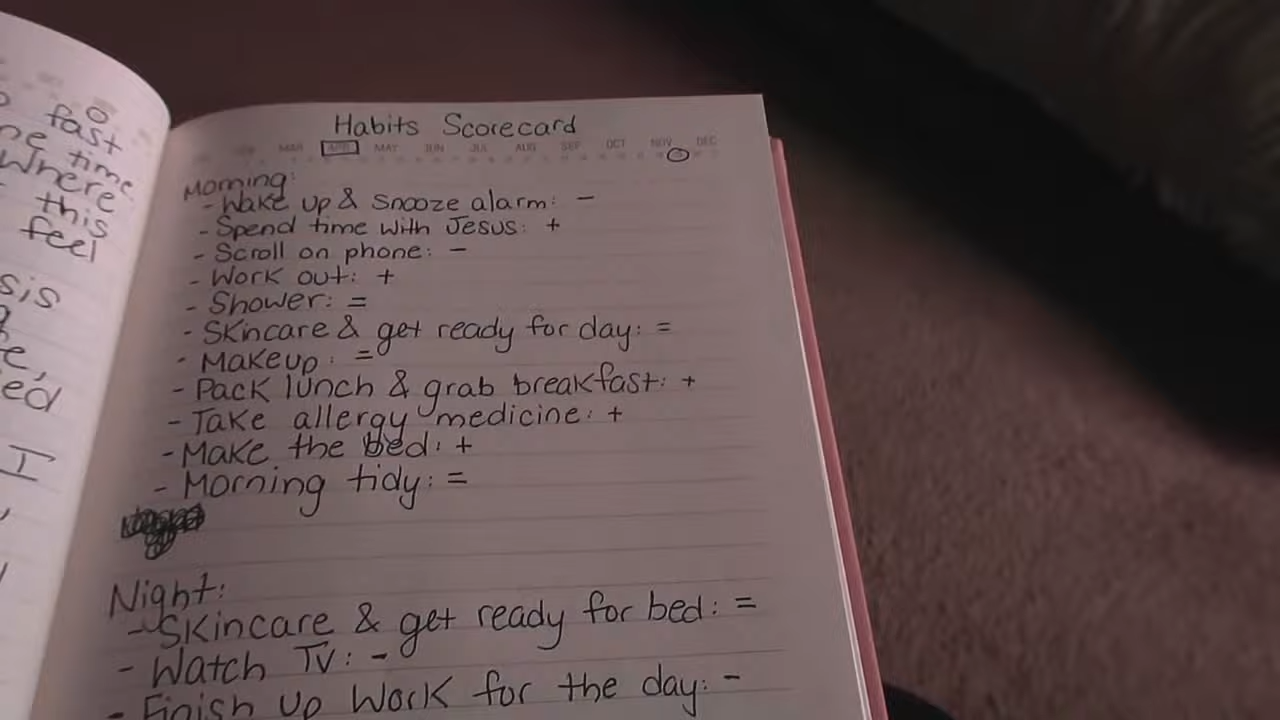 fast
time
Where
this
feel
sis
ed
I
Habits Scorecard
MAR APR MAY JUN JUL AUG SEP OCT NOV DEC
Morning:
- Wake up & snooze alarm: -
- Spend time with Jesus: +
- Scroll on phone: -
- Work out: +
- Shower: =
- Skincare & get ready for day: =
- Makeup: =
- Pack lunch & grab breakfast: +
- Take allergy medicine: +
- Make the bed: +
- Morning tidy: =
Night:
- Skincare & get ready for bed: =
- Watch TV: -
- Finish up work for the day: -